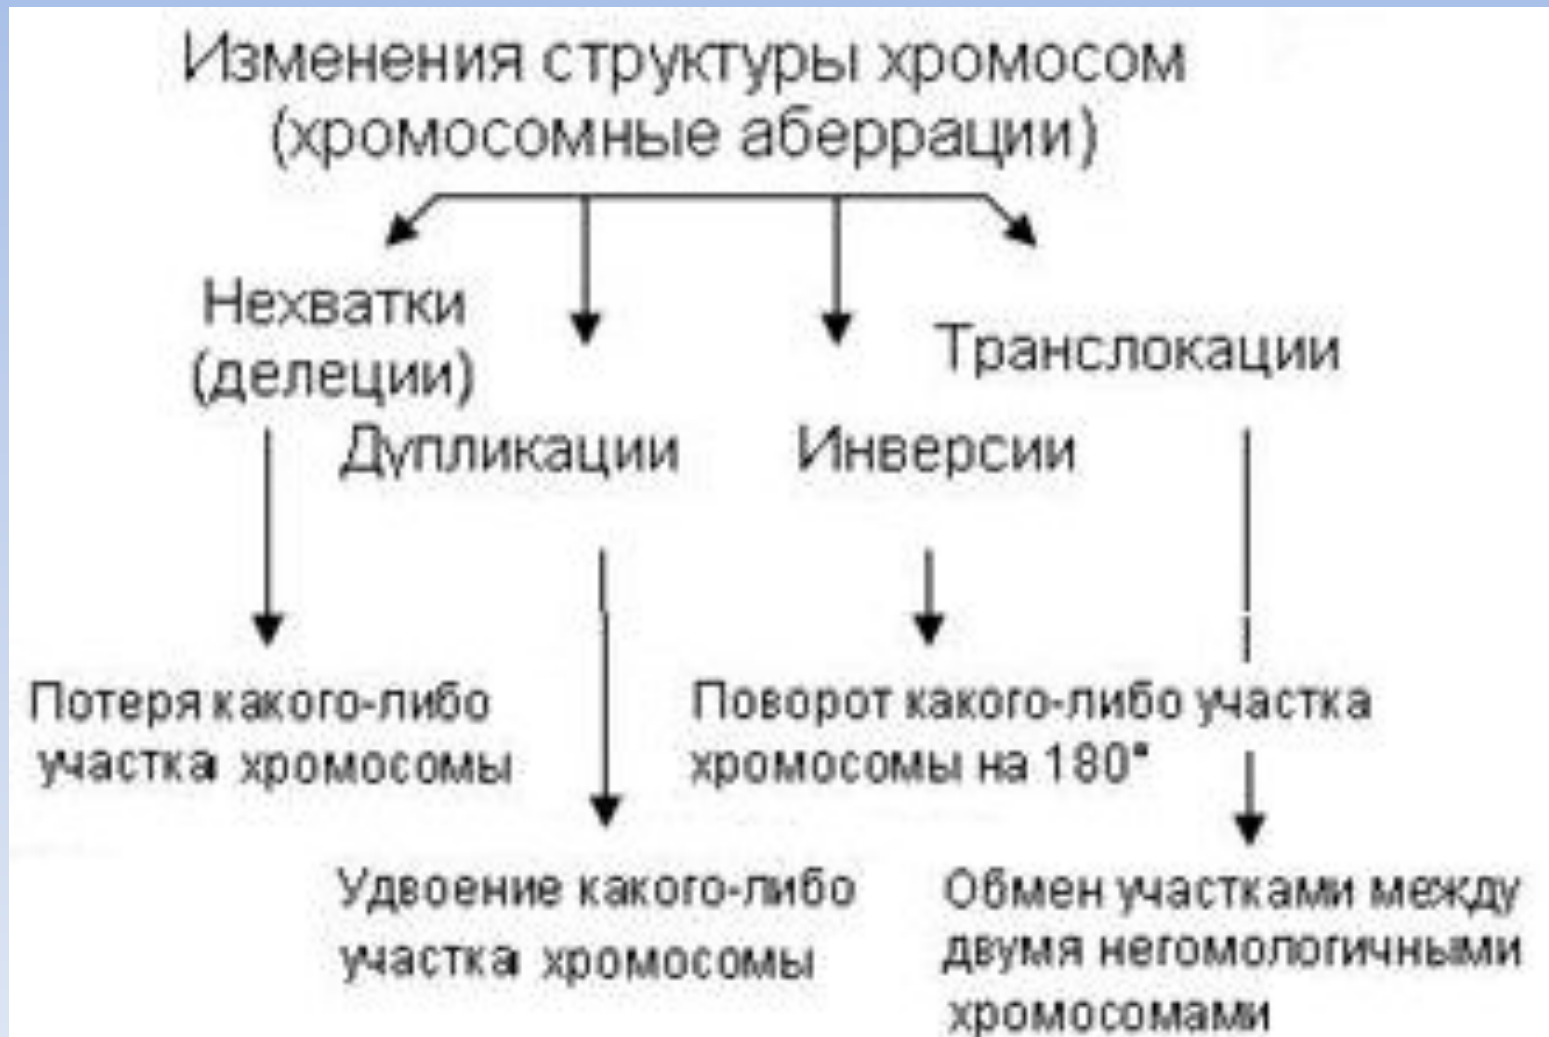 Изменения структуры хромосом
(хромосомные аберрации)
Нехватки
(делеции)
Дупликации
Инверсии
Транслокации
Потеря какого-либо
участка хромосомы
Удвоение какого-либо
участка хромосомы
Поворот какого-либо участка
хромосомы на 180°
Обмен участками между
двумя негомологичными
хромосомами